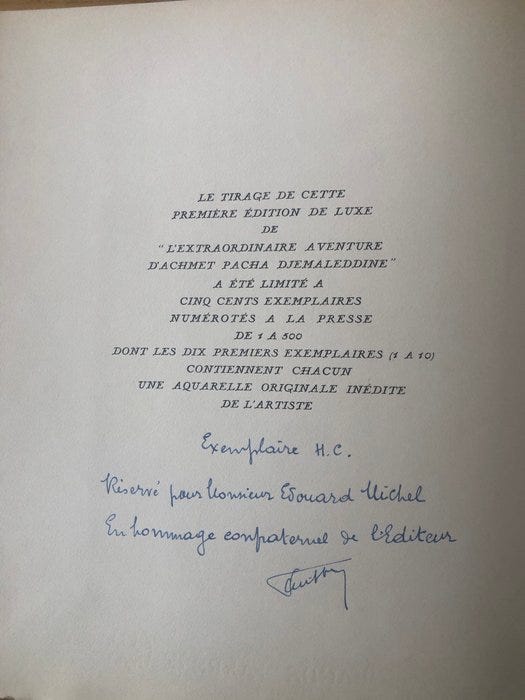 LE TIRAGE DE CETTE
PREMIÈRE ÉDITION DE LUXE
DE
"L'EXTRAORDINAIRE AVENTURE
D'ACHMET PACHA DJEMALEDDINE"
A ÉTÉ LIMITÉ A
CINQ CENTS EXEMPLAIRES
NUMÉROTÉS A LA PRESSE
DE 1 A 500
DONT LES DIX PREMIERS EXEMPLAIRES (1 A 10)
CONTIENNENT CHACUN
UNE AQUARELLE ORIGINALE INÉDITE
DE L'ARTISTE
Exemplaire H.C.
Réservé pour Monsieur Edouard Michel
En hommage confraternel de l'Editeur